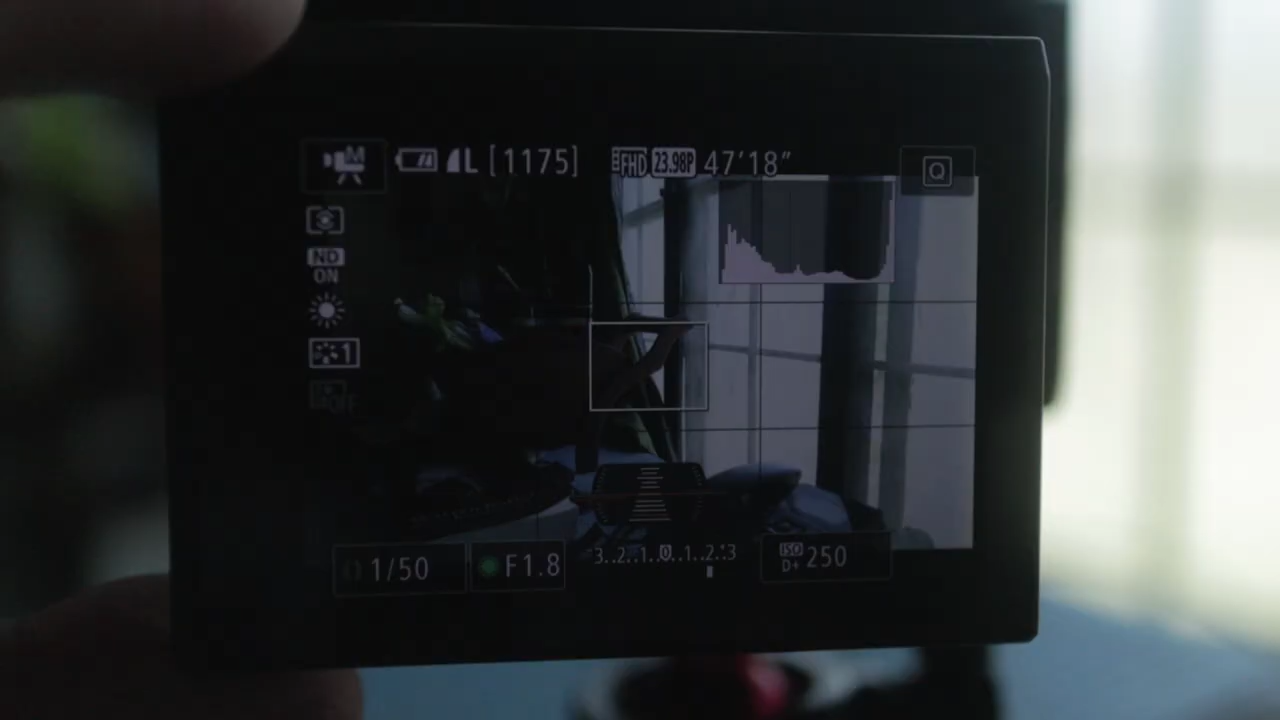 M L [1175] FHD 23.98P 47'18" Q
ND
ON
1
OFF
1/50 F1.8 3..2..1..0..1..2..3 ISO D+ 250